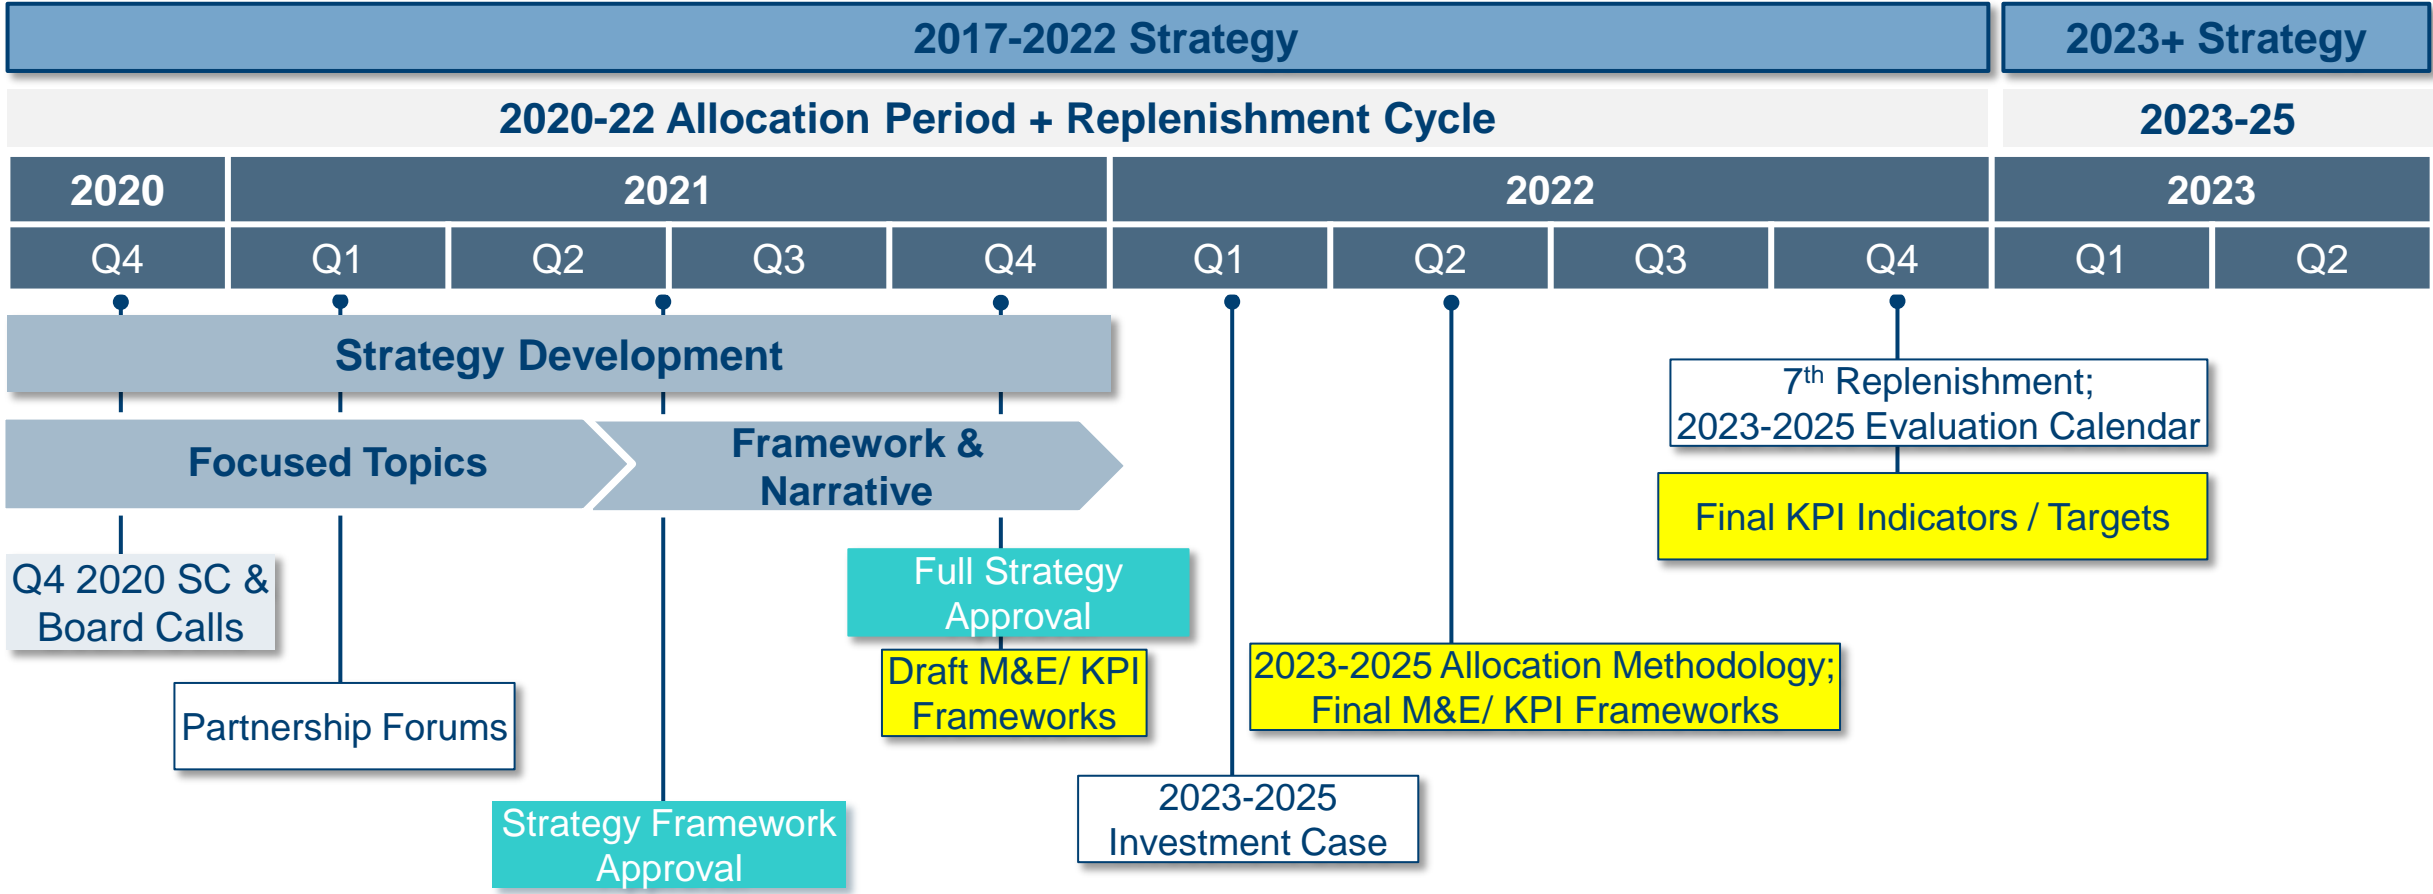 2017-2022 Strategy
2023+ Strategy
2020-22 Allocation Period + Replenishment Cycle
2023-25
2020
2021
2022
2023
Q4
Q1
Q2
Q3
Q4
Q1
Q2
Q3
Q4
Q1
Q2
Strategy Development
Focused Topics
Framework &
Narrative
7th Replenishment;
2023-2025 Evaluation Calendar
Final KPI Indicators / Targets
Q4 2020 SC &
Board Calls
Full Strategy
Approval
Draft M&E/ KPI
Frameworks
2023-2025 Allocation Methodology;
Final M&E/ KPI Frameworks
Partnership Forums
2023-2025
Investment Case
Strategy Framework
Approval